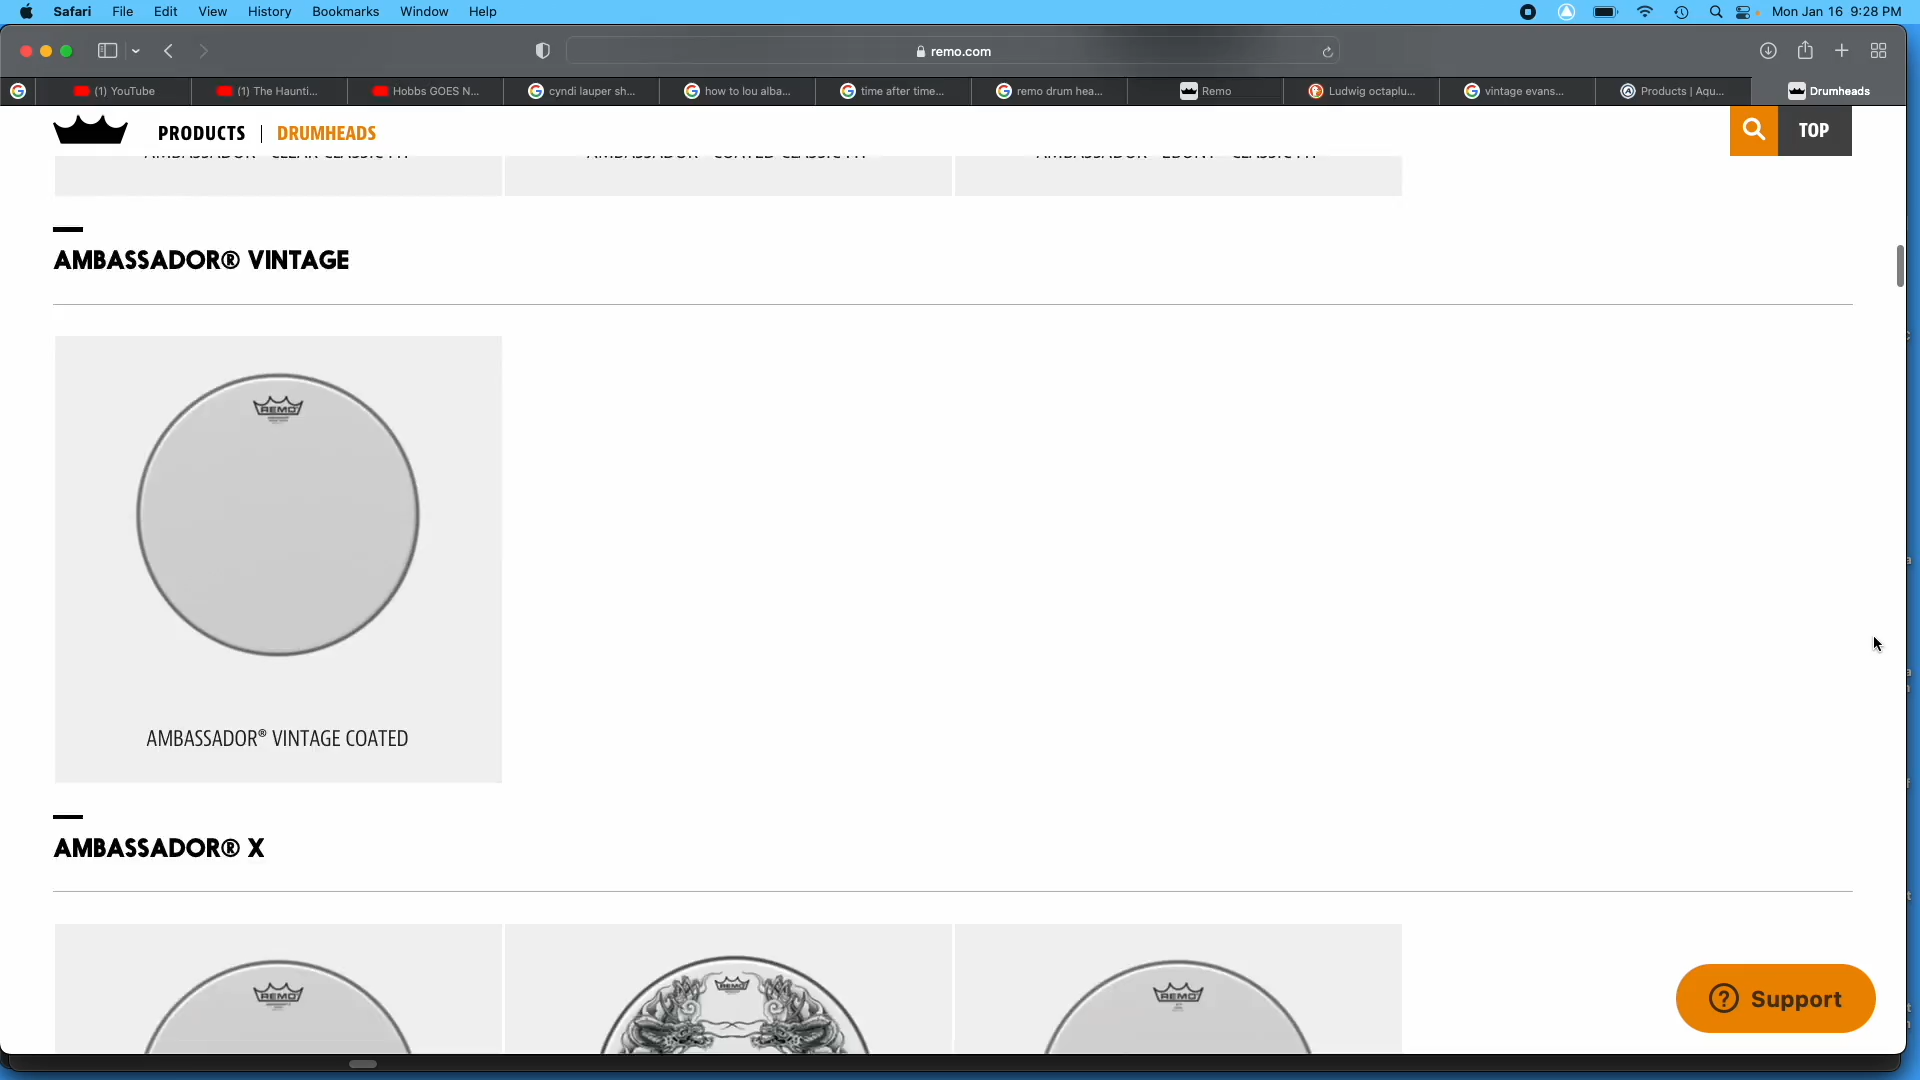 Safari File Edit View History Bookmarks Window Help Mon Jan 16 9:28 PM
remo.com
(1) YouTube (1) The Haunti... Hobbs GOES N... cyndi lauper sh... how to lou alba... time after time... remo drum hea... Remo Ludwig octaplu... vintage evans... Products | Aqu... Drumheads
PRODUCTS | DRUMHEADS TOP
AMBASSADOR® VINTAGE
REMO
AMBASSADOR® VINTAGE COATED
AMBASSADOR® X
REMO REMO REMO
Support